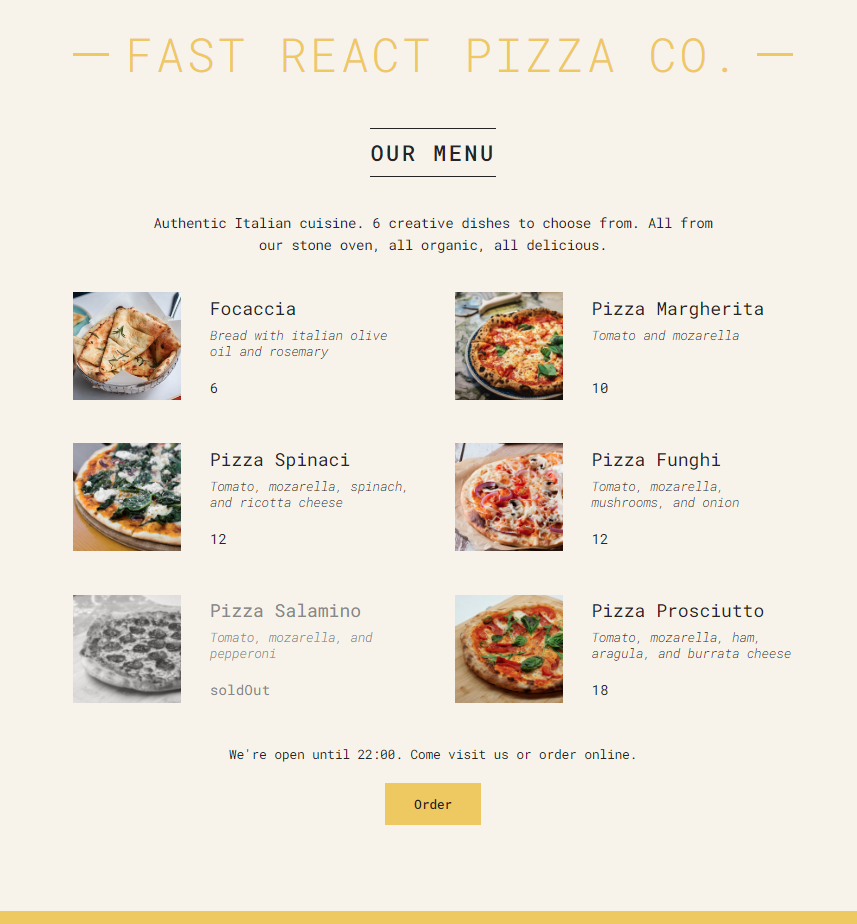 FAST REACT PIZZA CO.
OUR MENU
Authentic Italian cuisine. 6 creative dishes to choose from. All from
our stone oven, all organic, all delicious.
Focaccia
Bread with italian olive
oil and rosemary
6
Pizza Margherita
Tomato and mozarella
10
Pizza Spinaci
Tomato, mozarella, spinach,
and ricotta cheese
12
Pizza Funghi
Tomato, mozarella,
mushrooms, and onion
12
Pizza Salamino
Tomato, mozarella, and
pepperoni
soldOut
Pizza Prosciutto
Tomato, mozarella, ham,
aragula, and burrata cheese
18
We're open until 22:00. Come visit us or order online.
Order